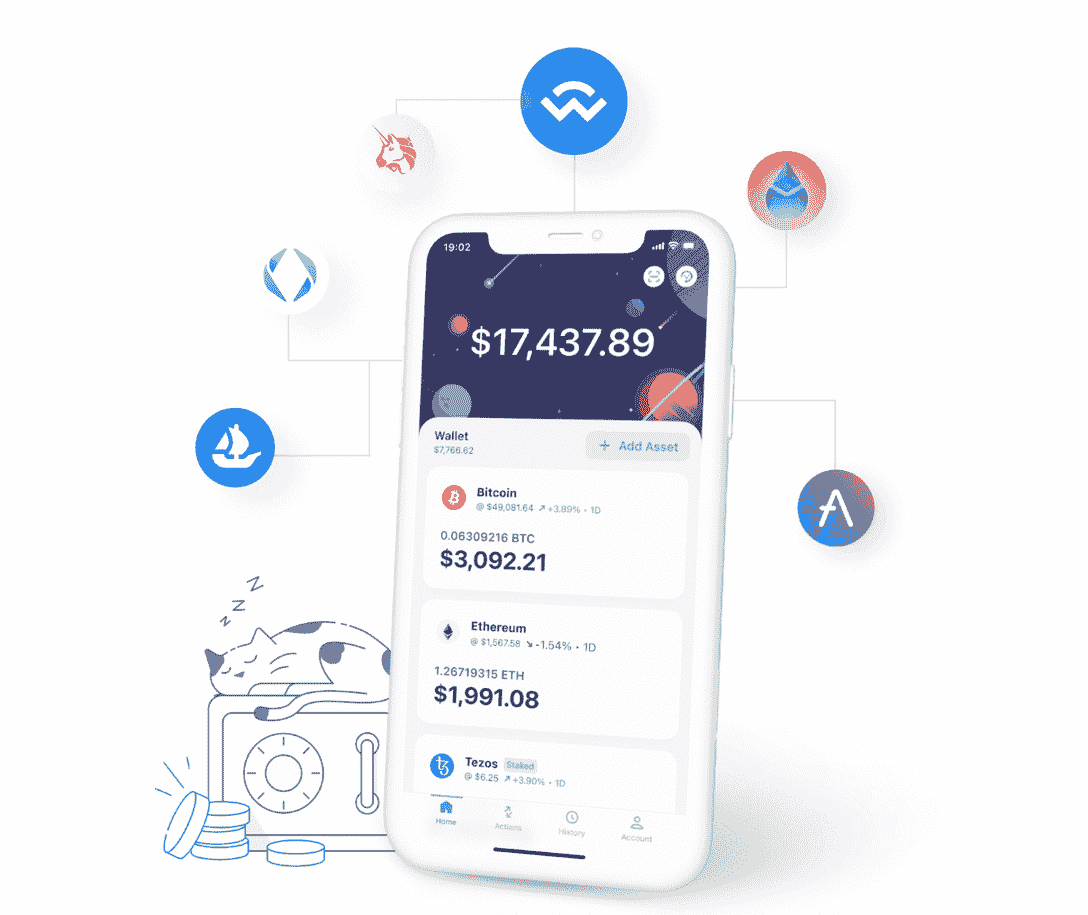 Z
Z
Z
19:02
$17,437.89
Wallet
$7,766.62
+ Add Asset
Bitcoin
@ $49,081.64 ↗ +3.89% • 1D
0.06309216 BTC
$3,092.21
Ethereum
@ $1,567.58 ↘ -1.54% • 1D
1.26719315 ETH
$1,991.08
Tezos Staked
@ $6.25 ↗ +3.90% • 1D
Home
Actions
History
Account